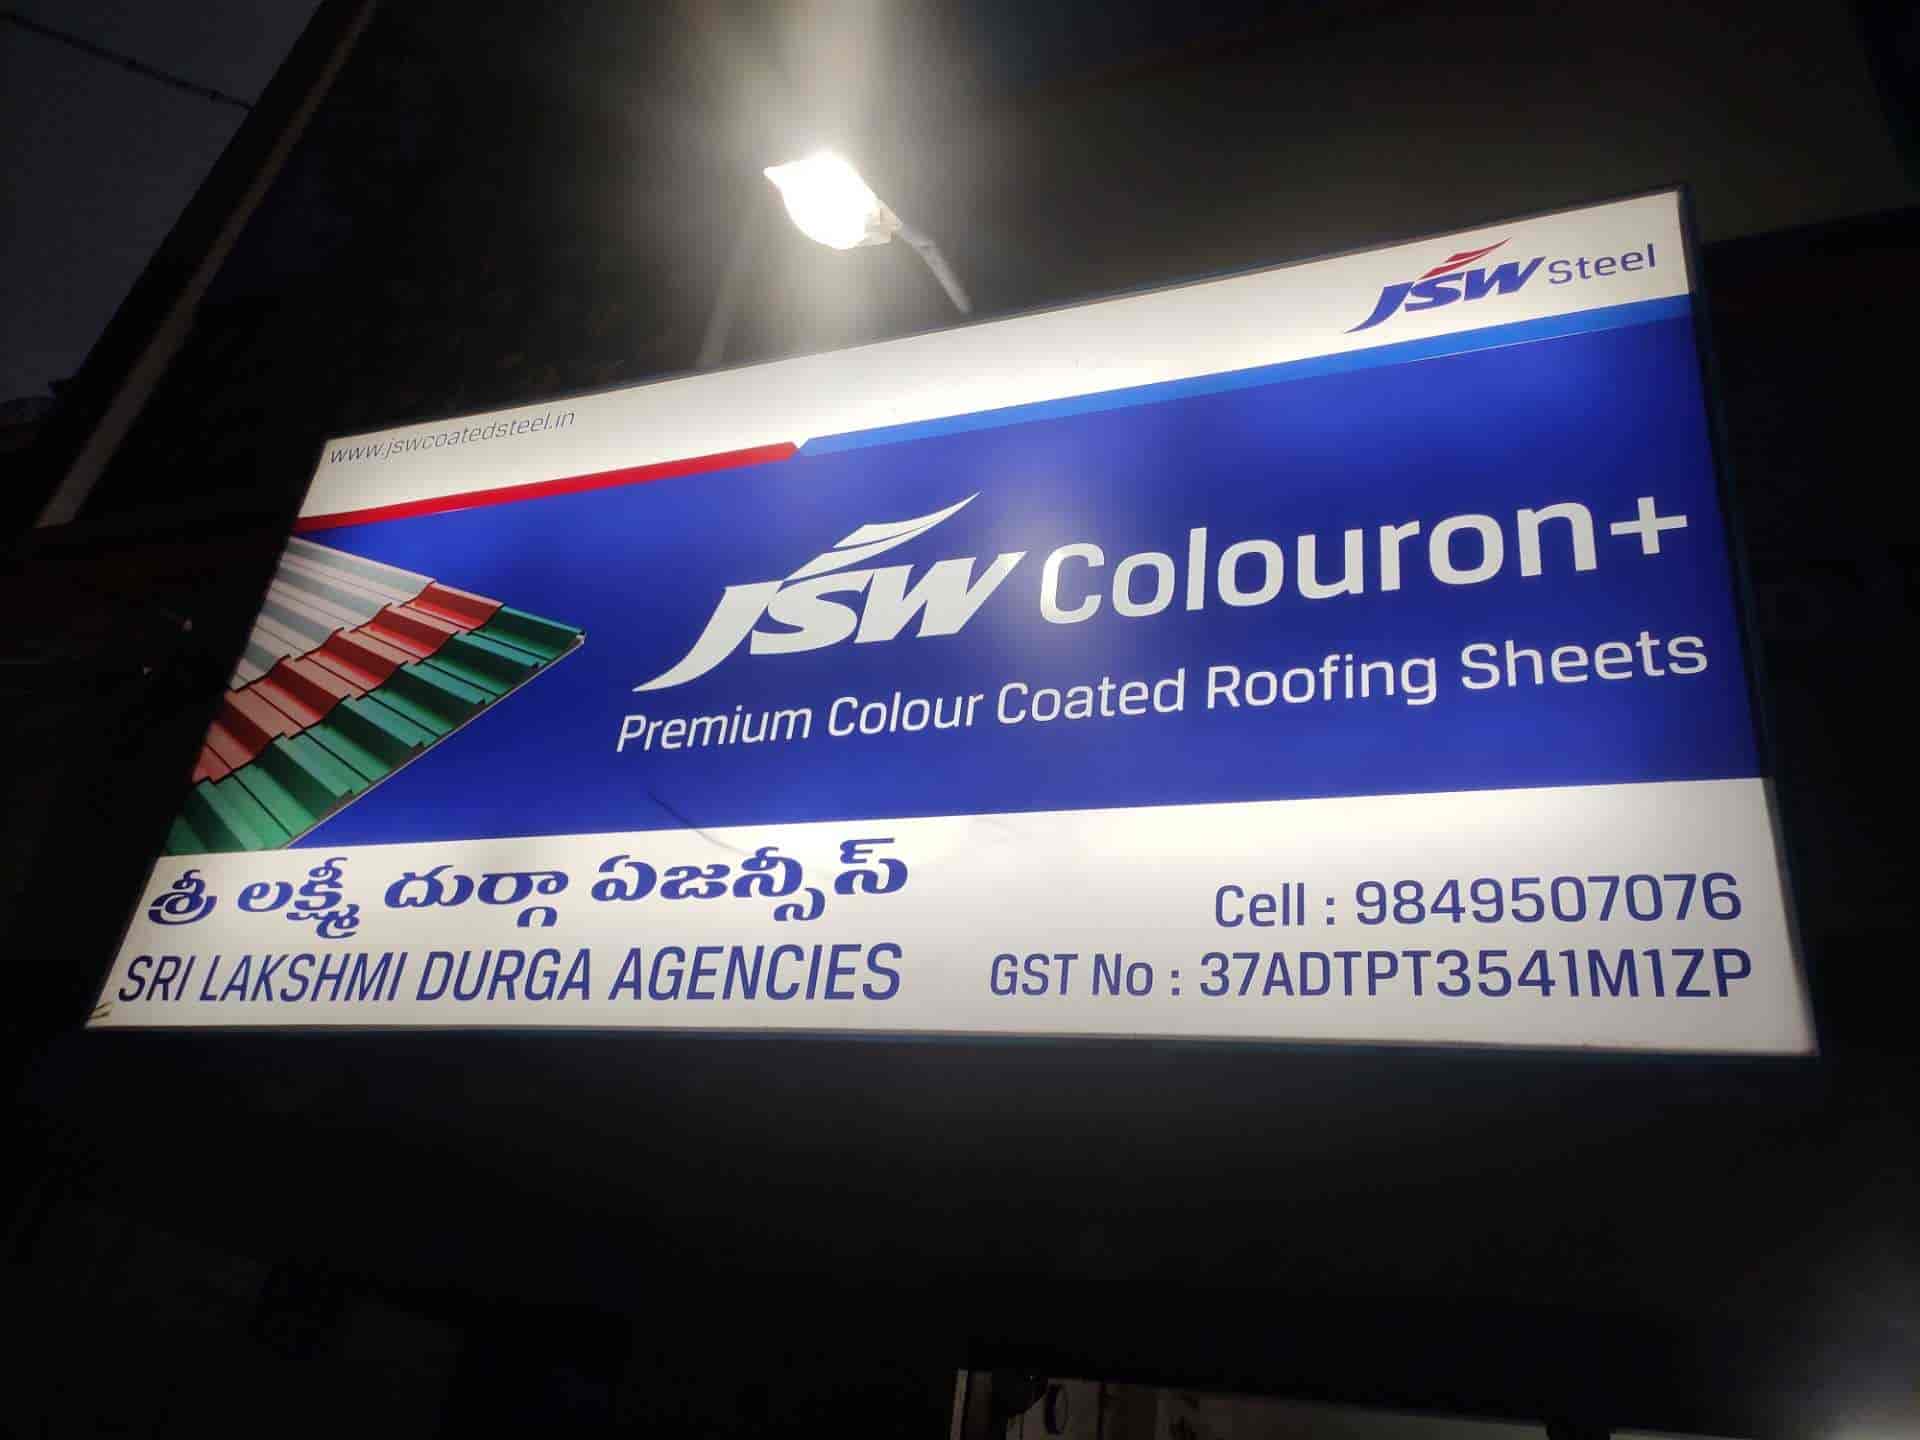 JSW Steel
www.jswcoatedsteel.in
JSW Colouron+
Premium Colour Coated Roofing Sheets
శ్రీ లక్ష్మీ దుర్గా ఏజన్సీస్
Cell : 9849507076
SRI LAKSHMI DURGA AGENCIES
GST No : 37ADTPT3541M1ZP